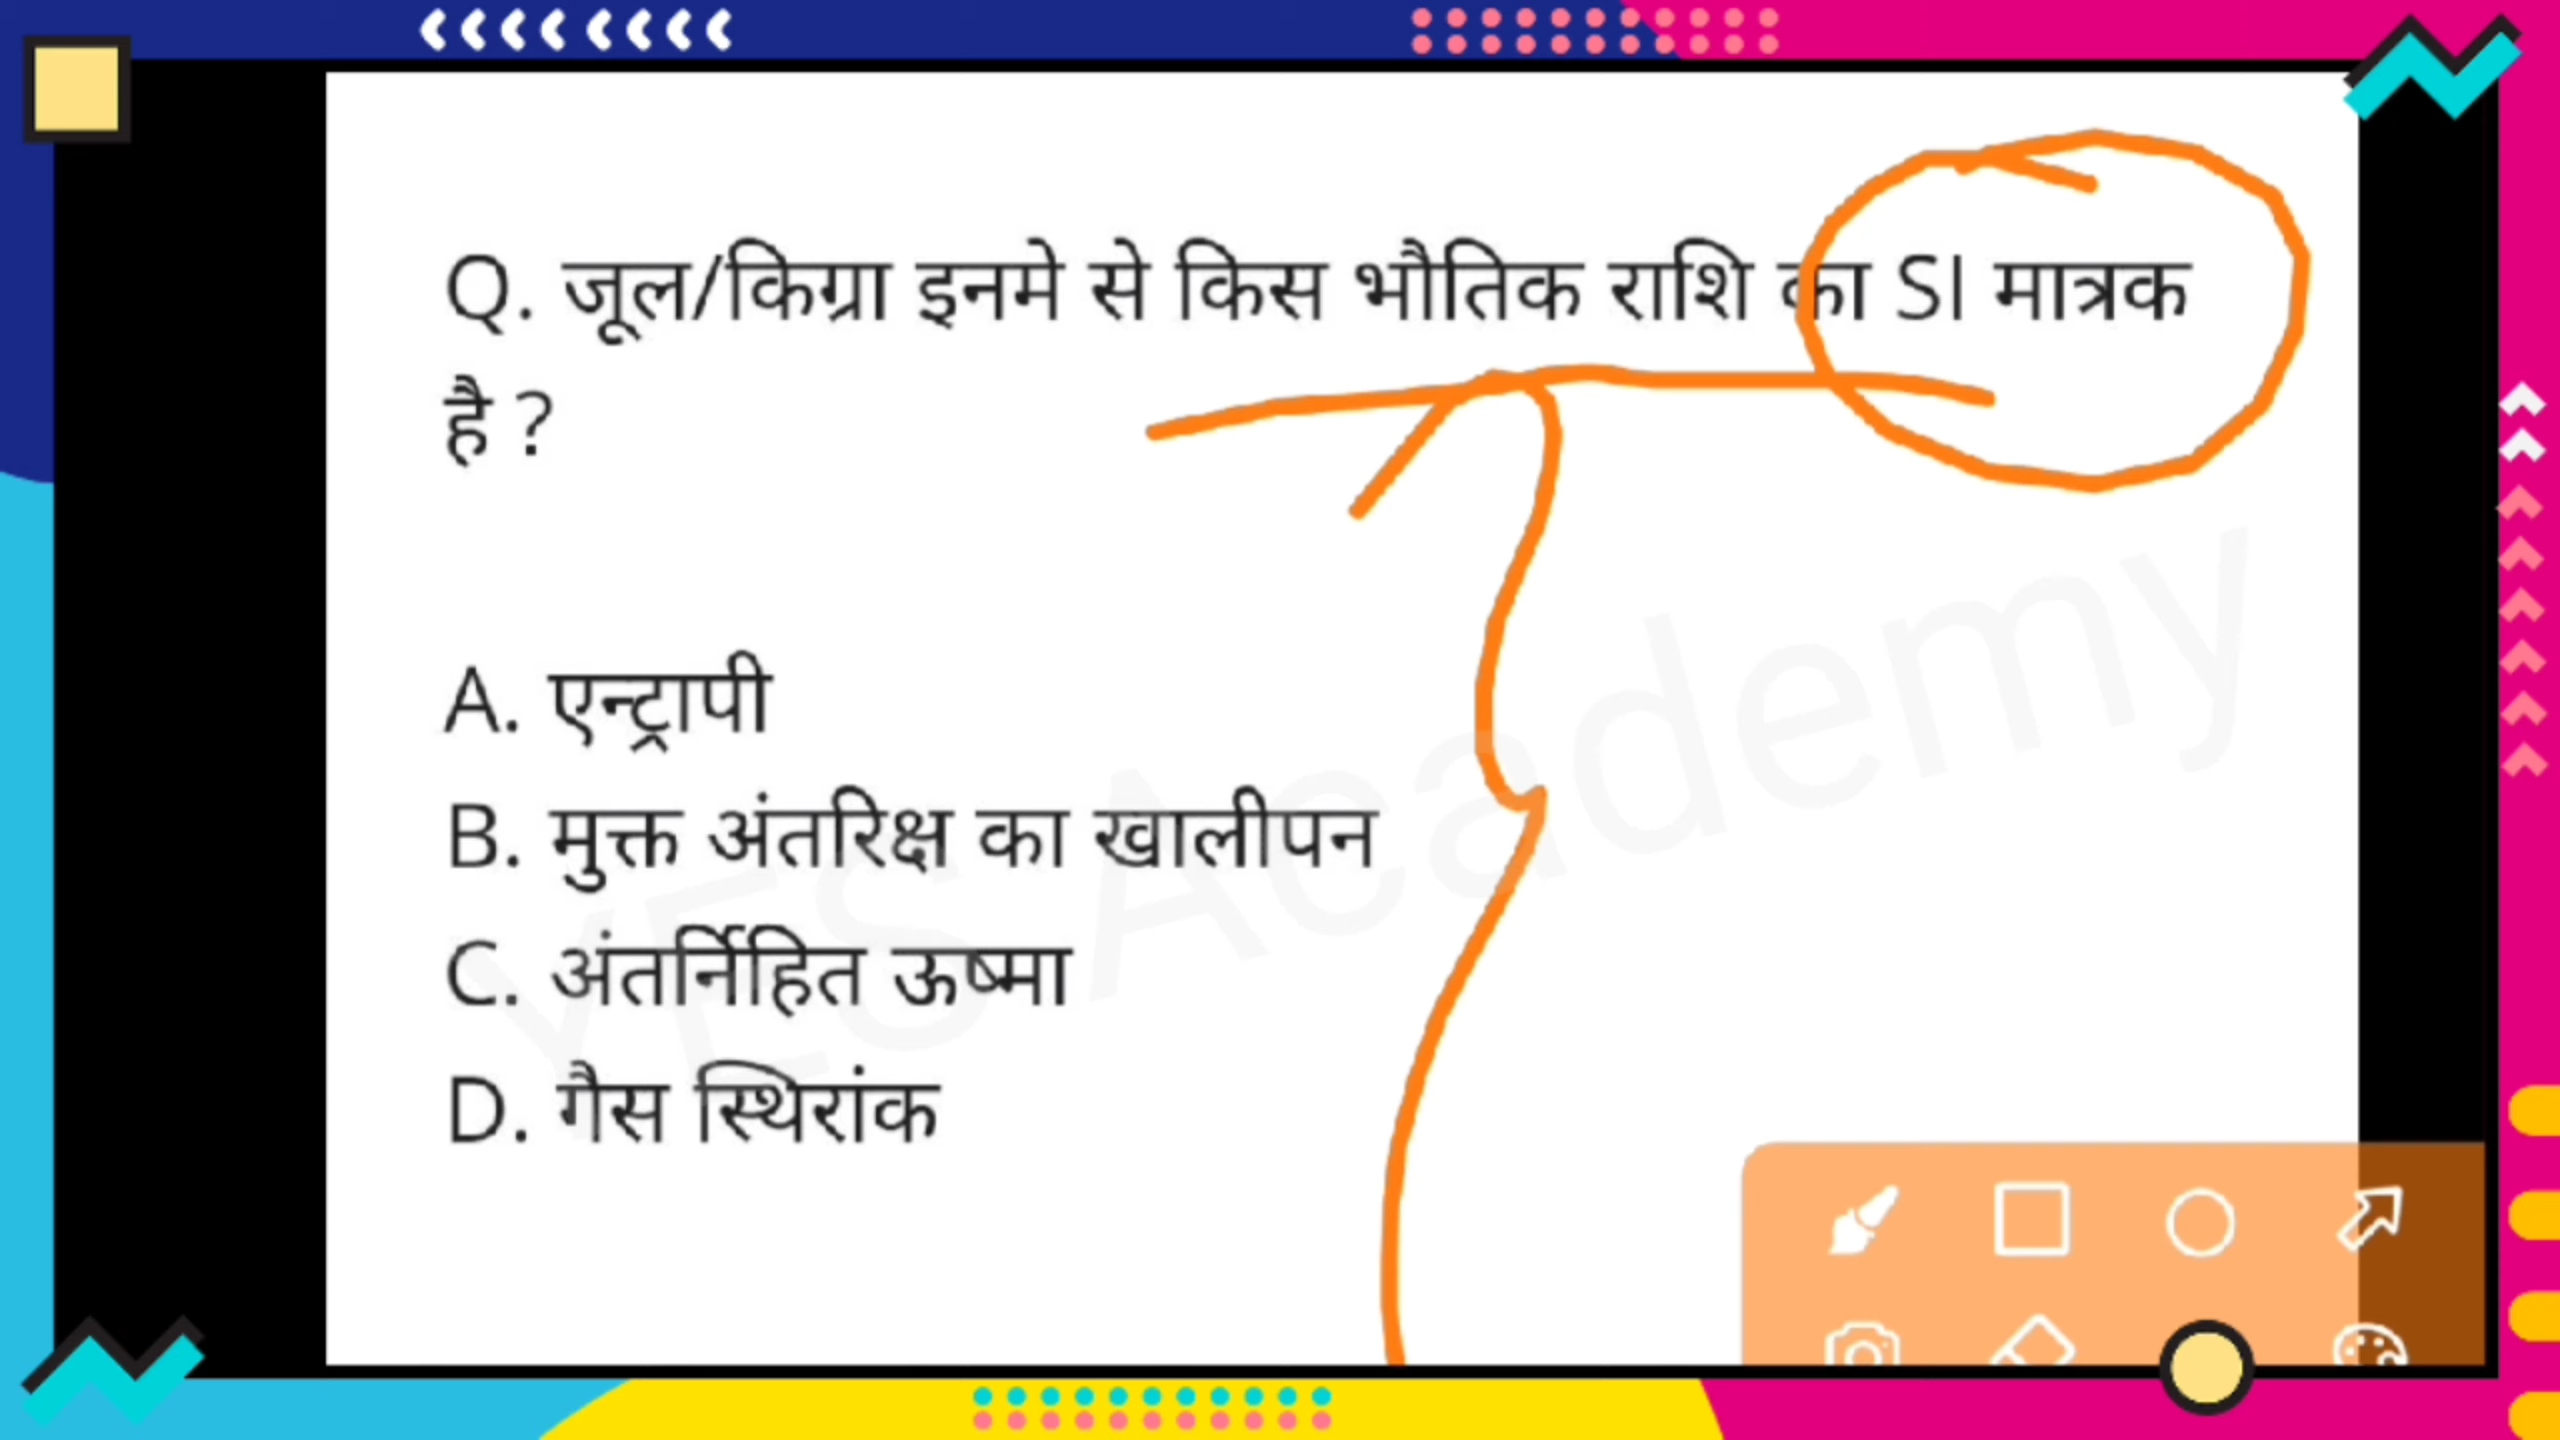 Q. जूल/किग्रा इनमे से किस भौतिक राशि का SI मात्रक
है ?
A. एन्ट्रापी
B. मुक्त अंतरिक्ष का खालीपन
C. अंतर्निहित ऊष्मा
D. गैस स्थिरांक
YES Academy